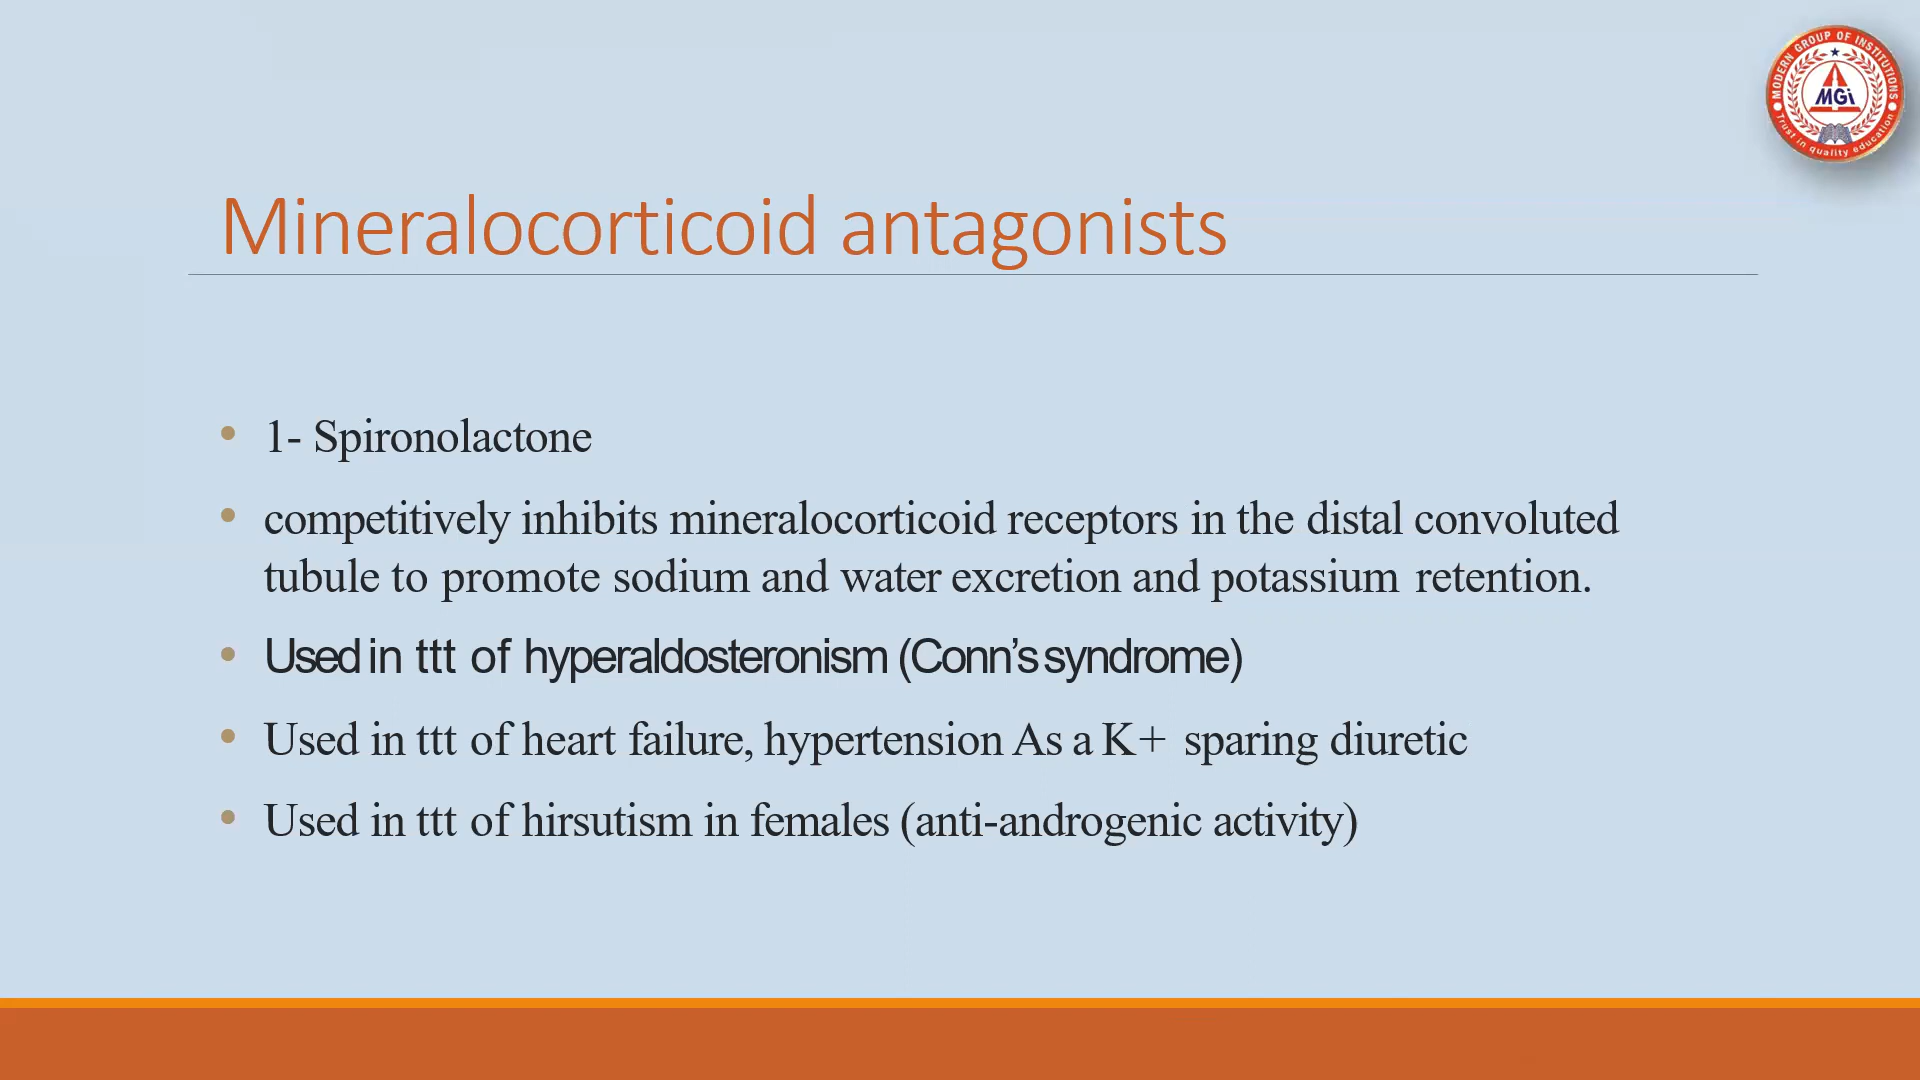 MODERN GROUP OF INSTITUTIONS
MGi
Trust in quality education
Mineralocorticoid antagonists
• 1- Spironolactone
• competitively inhibits mineralocorticoid receptors in the distal convoluted
tubule to promote sodium and water excretion and potassium retention.
• Used in ttt of hyperaldosteronism (Conn’s syndrome)
• Used in ttt of heart failure, hypertension As a K+ sparing diuretic
• Used in ttt of hirsutism in females (anti-androgenic activity)